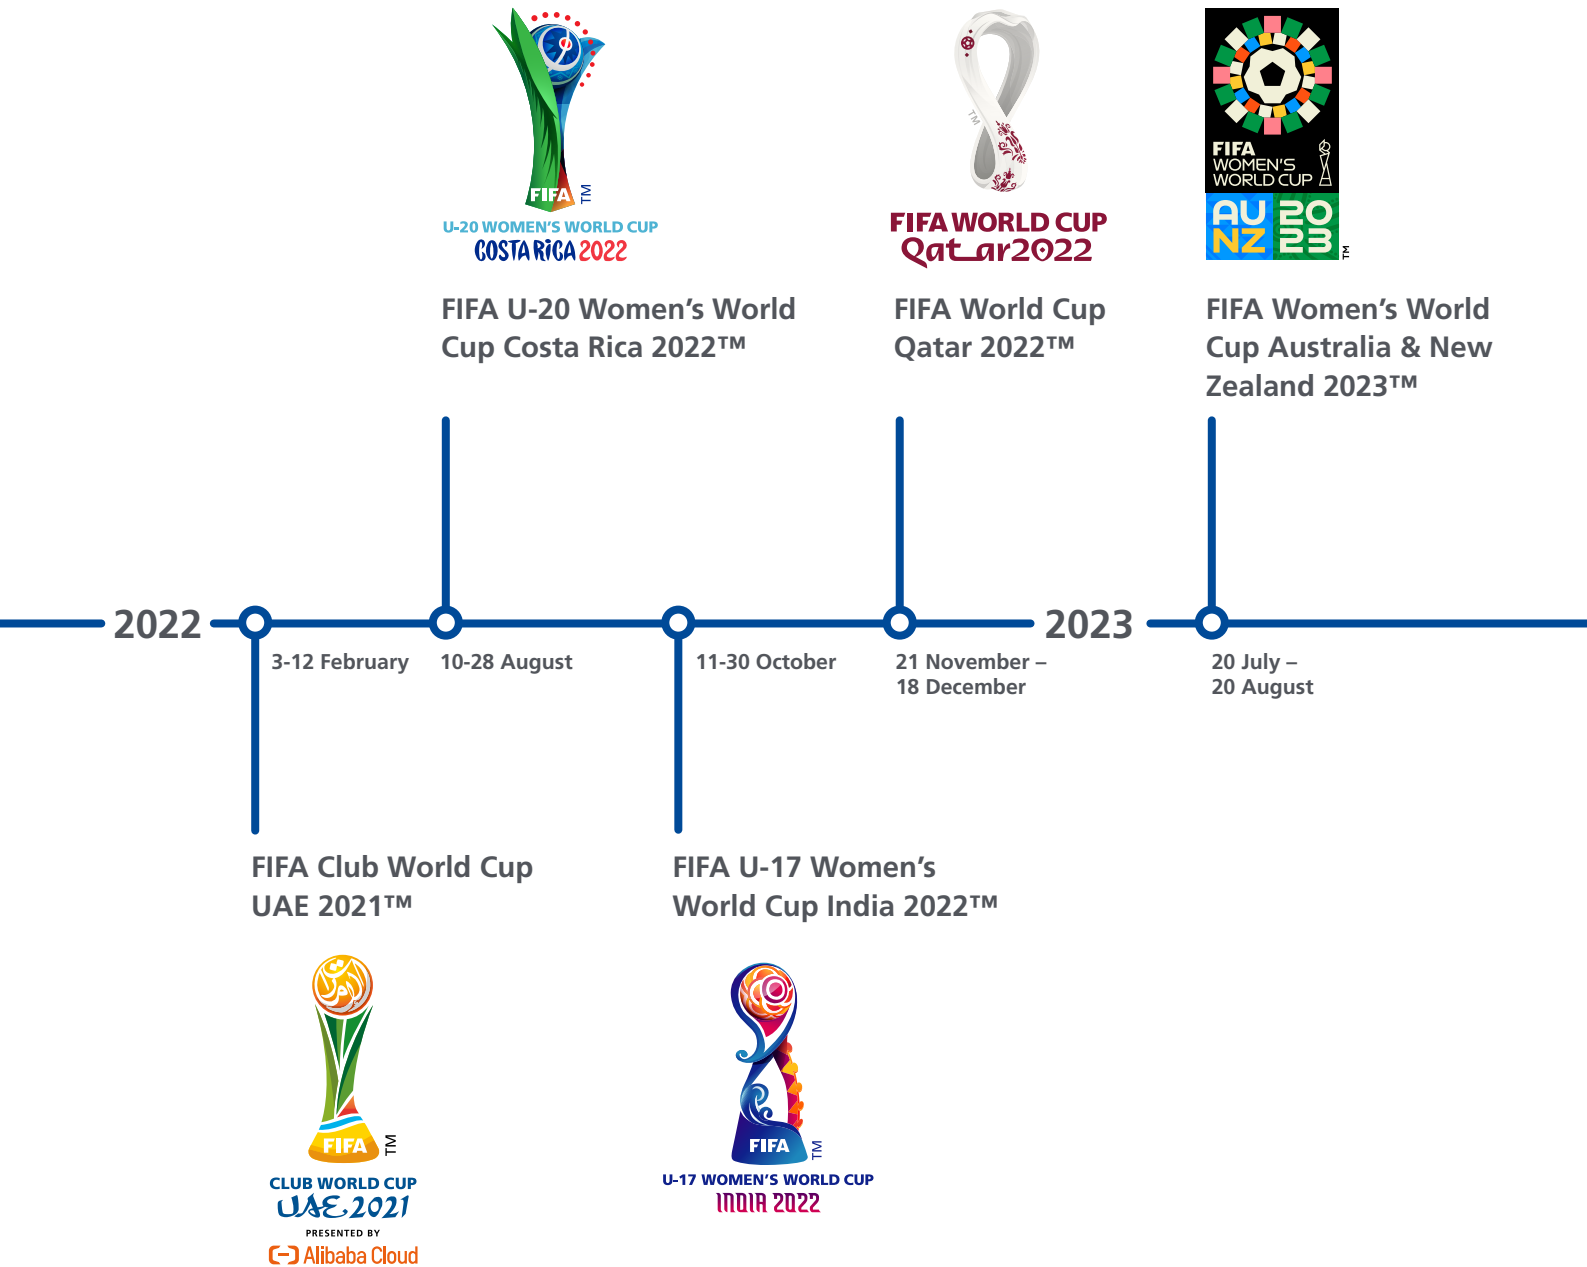 FIFA
TM
U-20 WOMEN'S WORLD CUP
COSTA RiCA 2022
TM
FIFA WORLD CUP
Qatar2022
FIFA
WOMEN'S
WORLD CUP
AU 20
NZ 23
TM
FIFA U-20 Women’s World
Cup Costa Rica 2022™
FIFA World Cup
Qatar 2022™
FIFA Women’s World
Cup Australia & New
Zealand 2023™
2022
2023
3-12 February
10-28 August
11-30 October
21 November –
18 December
20 July –
20 August
FIFA Club World Cup
UAE 2021™
FIFA U-17 Women’s
World Cup India 2022™
FIFA
TM
CLUB WORLD CUP
UAE 2021
PRESENTED BY
Alibaba Cloud
FIFA
TM
U-17 WOMEN'S WORLD CUP
INDIA 2022